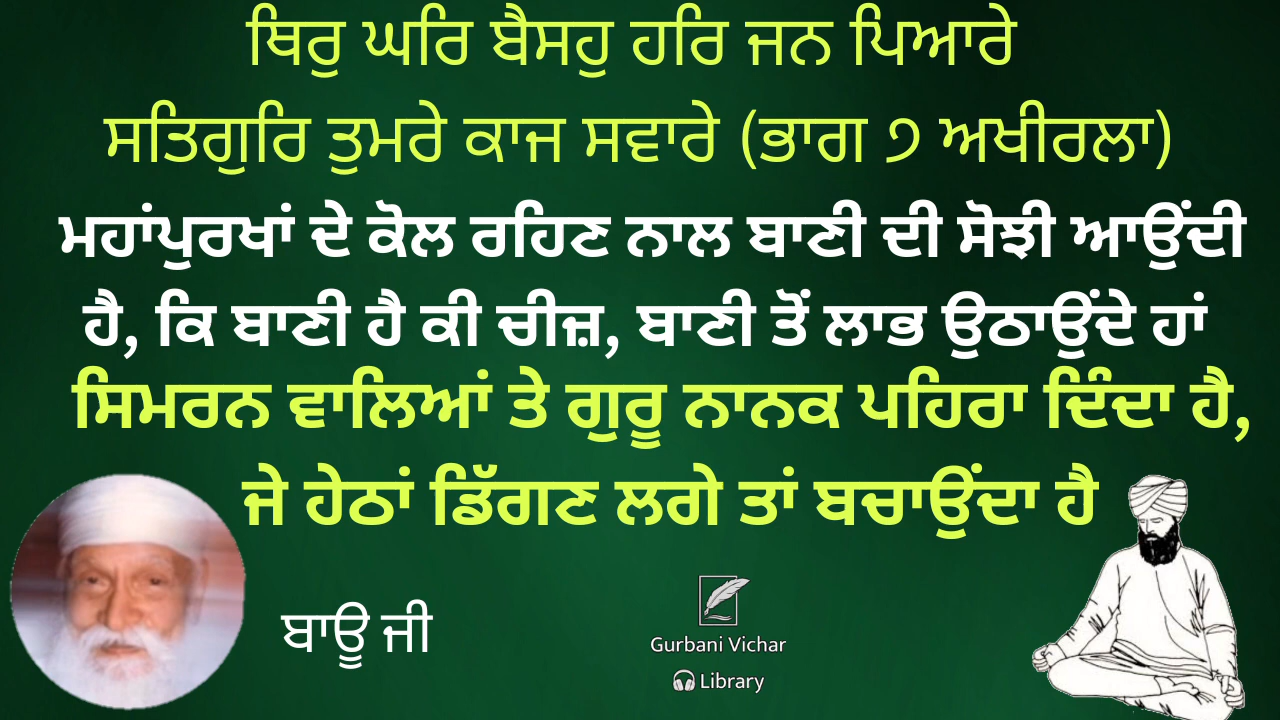 ਥਿਰੁ ਘਰਿ ਬੈਸਹੁ ਹਰਿ ਜਨ ਪਿਆਰੇ
ਸਤਿਗੁਰਿ ਤੁਮਰੇ ਕਾਜ ਸਵਾਰੇ (ਭਾਗ ੭ ਅਖੀਰਲਾ)
ਮਹਾਂਪੁਰਖਾਂ ਦੇ ਕੋਲ ਰਹਿਣ ਨਾਲ ਬਾਣੀ ਦੀ ਸੋਝੀ ਆਉਂਦੀ
ਹੈ, ਕਿ ਬਾਣੀ ਹੈ ਕੀ ਚੀਜ਼, ਬਾਣੀ ਤੋਂ ਲਾਭ ਉਠਾਉਂਦੇ ਹਾਂ
ਸਿਮਰਨ ਵਾਲਿਆਂ ਤੇ ਗੁਰੂ ਨਾਨਕ ਪਹਿਰਾ ਦਿੰਦਾ ਹੈ,
ਜੇ ਹੇਠਾਂ ਡਿੱਗਣ ਲਗੇ ਤਾਂ ਬਚਾਉਂਦਾ ਹੈ
ਬਾਊ ਜੀ
Gurbani Vichar
Library